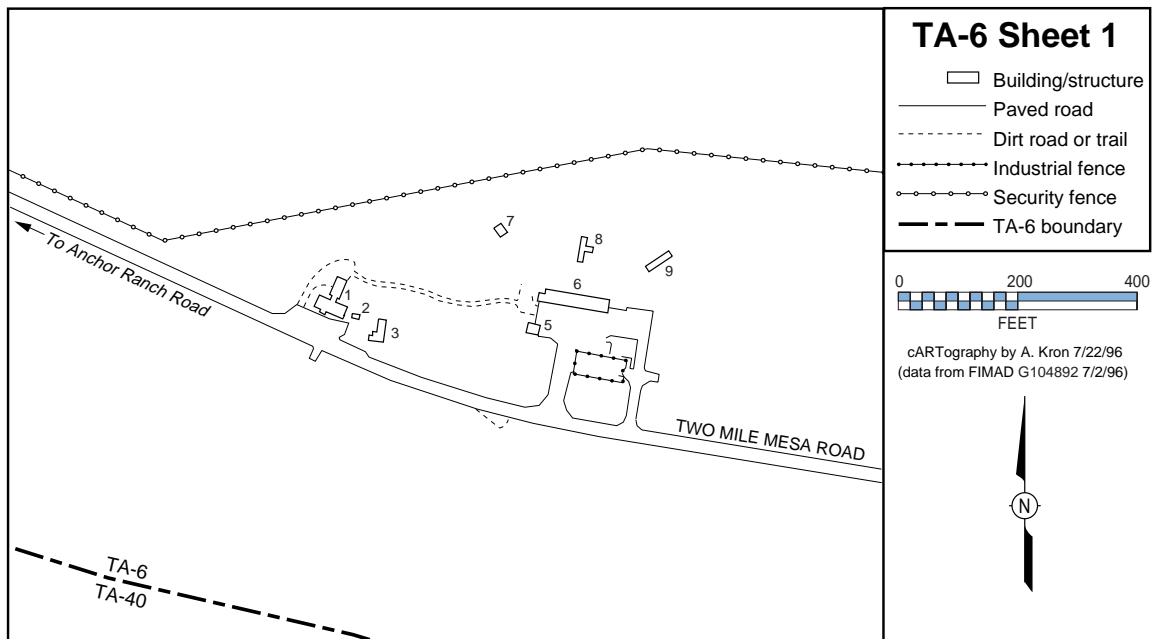 TA-6 Sheet 1
Building/structure
Paved road
Dirt road or trail
Industrial fence
Security fence
TA-6 boundary
0 200 400
FEET
cARTography by A. Kron 7/22/96
(data from FIMAD G104892 7/2/96)
N
To Anchor Ranch Road
7
8
9
6
1
2
3
5
TWO MILE MESA ROAD
TA-6
TA-40